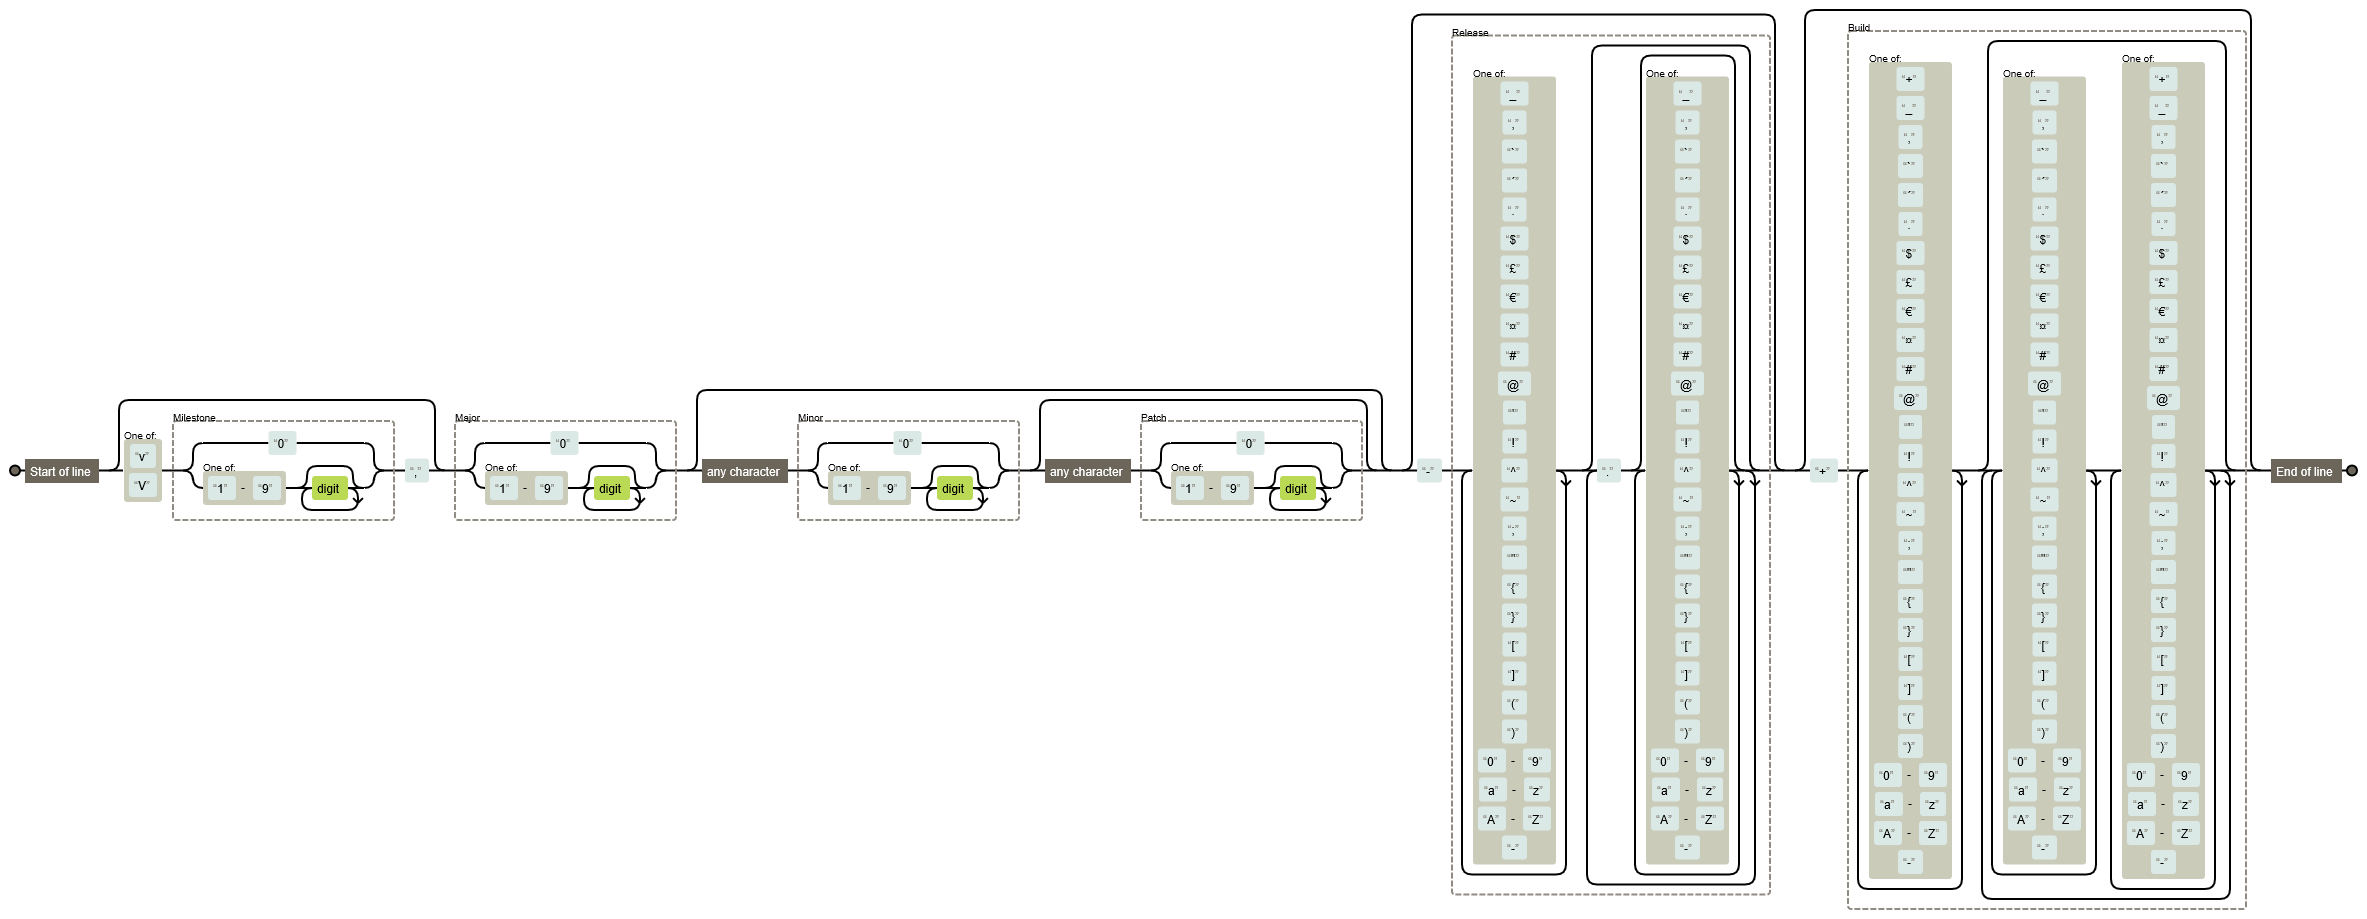 Start of line
One of:
“v”
“V”
Milestone
“0”
One of:
“1” - “9”
digit
“,”
Major
“0”
One of:
“1” - “9”
digit
any character
Minor
“0”
One of:
“1” - “9”
digit
any character
Patch
“0”
One of:
“1” - “9”
digit
“-”
Release
One of:
“_”
“,”
“`”
“´”
“.”
“$”
“£”
“€”
“¤”
“#”
“@”
“'”
“!”
“^”
“~”
“;”
“"”
“{”
“}”
“[”
“]”
“(”
“)”
“0” - “9”
“a” - “z”
“A” - “Z”
“-”
“.”
One of:
“_”
“,”
“`”
“´”
“.”
“$”
“£”
“€”
“¤”
“#”
“@”
“'”
“!”
“^”
“~”
“;”
“"”
“{”
“}”
“[”
“]”
“(”
“)”
“0” - “9”
“a” - “z”
“A” - “Z”
“-”
“+”
Build
One of:
“+”
“_”
“,”
“`”
“´”
“.”
“$”
“£”
“€”
“¤”
“#”
“@”
“'”
“!”
“^”
“~”
“;”
“"”
“{”
“}”
“[”
“]”
“(”
“)”
“0” - “9”
“a” - “z”
“A” - “Z”
“-”
One of:
“_”
“,”
“`”
“´”
“.”
“$”
“£”
“€”
“¤”
“#”
“@”
“'”
“!”
“^”
“~”
“;”
“"”
“{”
“}”
“[”
“]”
“(”
“)”
“0” - “9”
“a” - “z”
“A” - “Z”
“-”
One of:
“+”
“_”
“,”
“`”
“´”
“.”
“$”
“£”
“€”
“¤”
“#”
“@”
“'”
“!”
“^”
“~”
“;”
“"”
“{”
“}”
“[”
“]”
“(”
“)”
“0” - “9”
“a” - “z”
“A” - “Z”
“-”
End of line